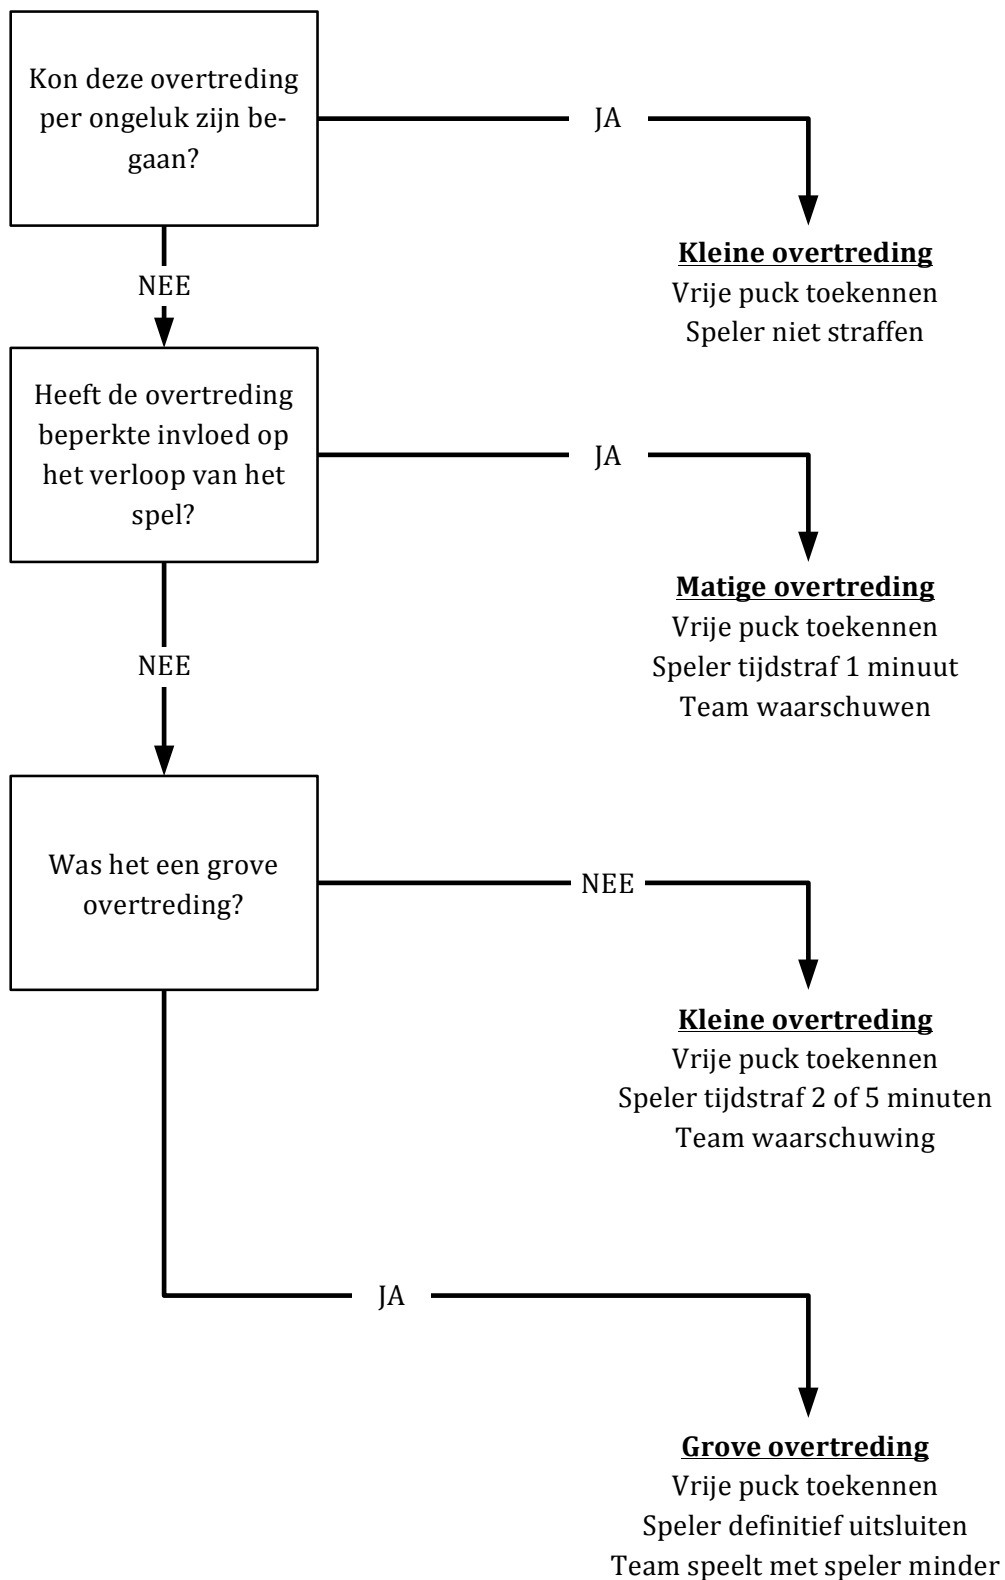 Kon deze overtreding
per ongeluk zijn be-
gaan?
JA
Kleine overtreding
Vrije puck toekennen
Speler niet straffen
NEE
Heeft de overtreding
beperkte invloed op
het verloop van het
spel?
JA
Matige overtreding
Vrije puck toekennen
Speler tijdstraf 1 minuut
Team waarschuwen
NEE
Was het een grove
overtreding?
NEE
Kleine overtreding
Vrije puck toekennen
Speler tijdstraf 2 of 5 minuten
Team waarschuwing
JA
Grove overtreding
Vrije puck toekennen
Speler definitief uitsluiten
Team speelt met speler minder